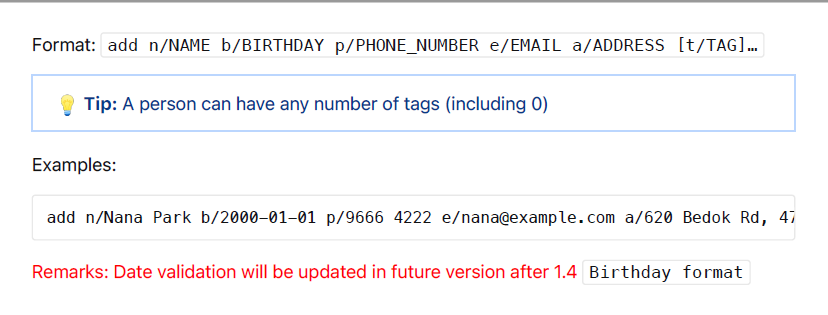 Format: add n/NAME b/BIRTHDAY p/PHONE_NUMBER e/EMAIL a/ADDRESS [t/TAG]…
💡 Tip: A person can have any number of tags (including 0)
Examples:
add n/Nana Park b/2000-01-01 p/9666 4222 e/nana@example.com a/620 Bedok Rd, 47
Remarks: Date validation will be updated in future version after 1.4 Birthday format